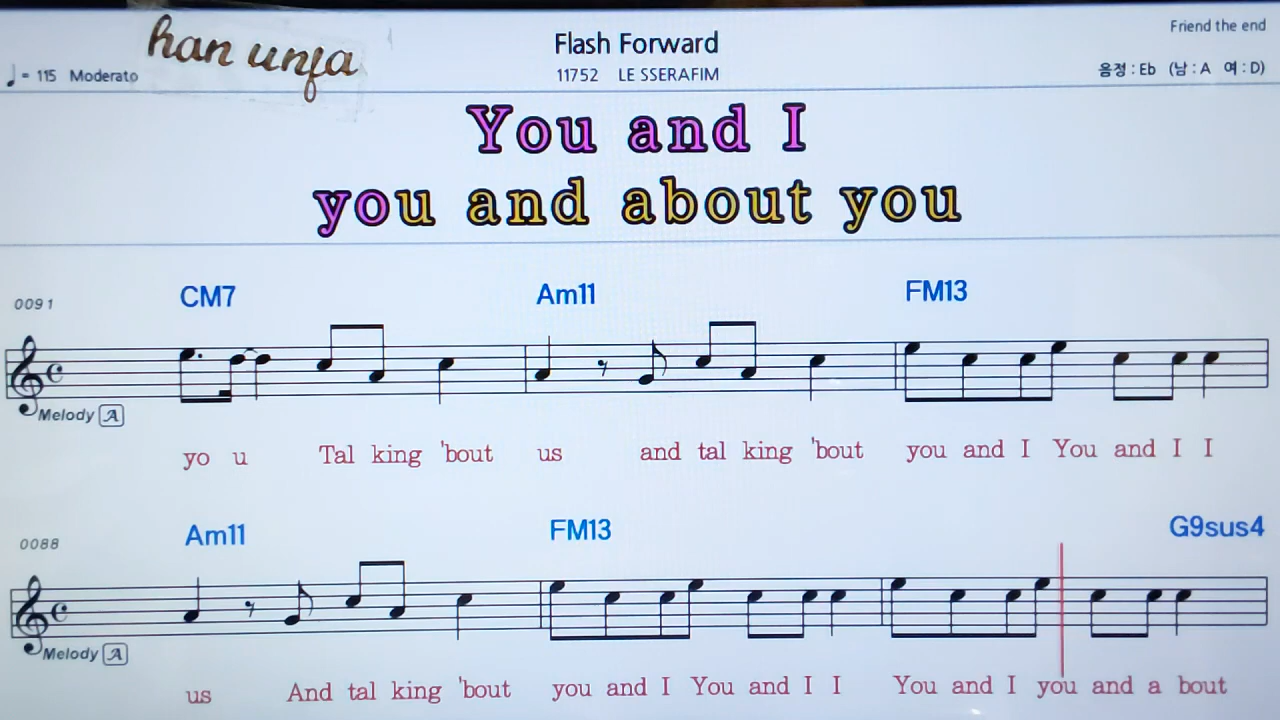 han unja
Flash Forward
Friend the end
♩= 115 Moderato
11752 LE SSERAFIM
음정 : Eb (남 : A 여 : D)
You and I
you and about you
0091 CM7 Am11 FM13
Melody A
yo u Tal king 'bout us and tal king 'bout you and I You and I I
0088 Am11 FM13 G9sus4
Melody A
us And tal king 'bout you and I You and I I You and I you and a bout